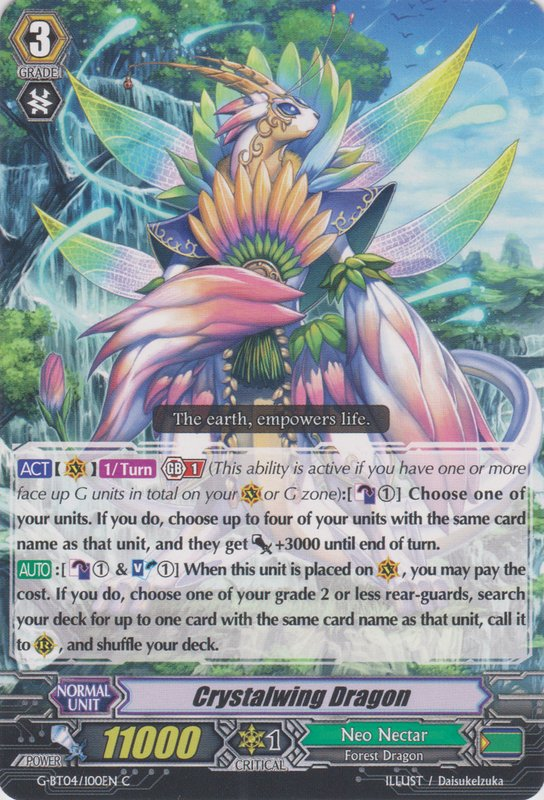 3
GRADE
The earth, empowers life.
ACT【 】1/Turn GB 1 (This ability is active if you have one or
more face up G units in total on your or G zone):[ ①] Choose one of
your units. If you do, choose up to four of your units with the same card
name as that unit, and they get +3000 until end of turn.
AUTO :[ ① & V ①] When this unit is placed on , you may pay the
cost. If you do, choose one of your grade 2 or less rear-guards, search
your deck for up to one card with the same card name as that unit, call it
to R , and shuffle your deck.
NORMAL
UNIT
Crystalwing Dragon
POWER
11000
1
CRITICAL
Neo Nectar
Forest Dragon
G-BT04/100EN C
ILLUST / DaisukeIzuka